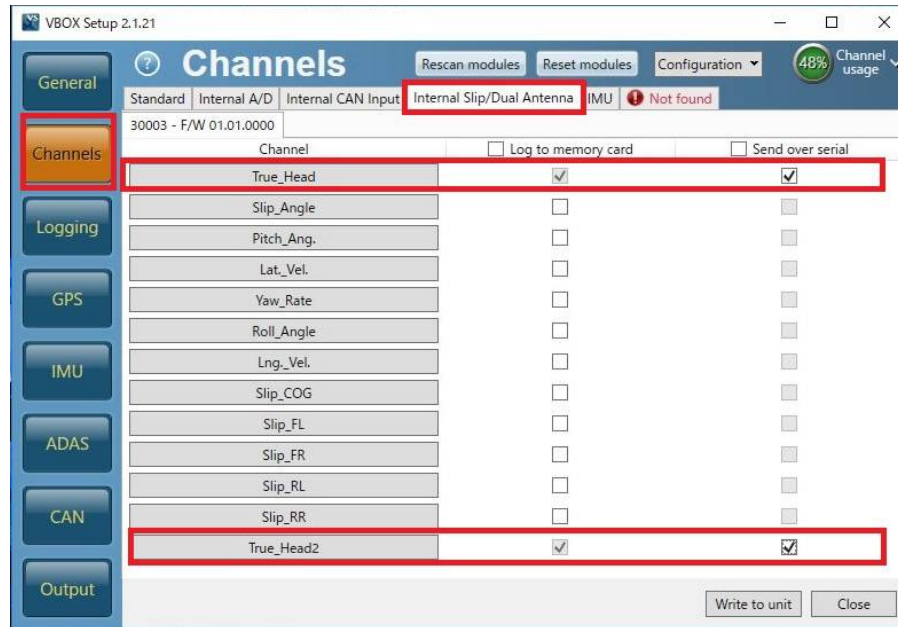 VBOX Setup 2.1.21
General
Channels
Logging
GPS
IMU
ADAS
CAN
Output
? Channels
Rescan modules Reset modules Configuration 48% Channel usage
Standard Internal A/D Internal CAN Input Internal Slip/Dual Antenna IMU Not found
30003 - F/W 01.01.0000
Channel Log to memory card Send over serial
True_Head
Slip_Angle
Pitch_Ang.
Lat._Vel.
Yaw_Rate
Roll_Angle
Lng._Vel.
Slip_COG
Slip_FL
Slip_FR
Slip_RL
Slip_RR
True_Head2
Write to unit Close